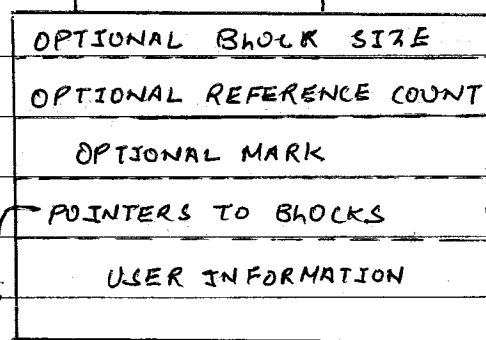 OPTIONAL BLOCK SIZE
OPTIONAL REFERENCE COUNT
OPTIONAL MARK
POINTERS TO BLOCKS
USER INFORMATION